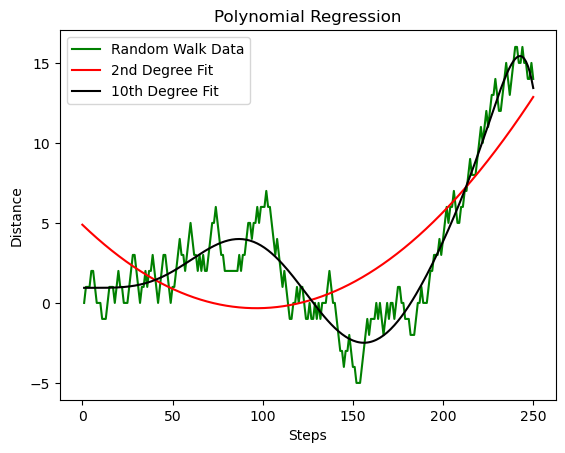 Polynomial Regression
Random Walk Data
2nd Degree Fit
10th Degree Fit
15
10
5
0
−5
Distance
0 50 100 150 200 250
Steps